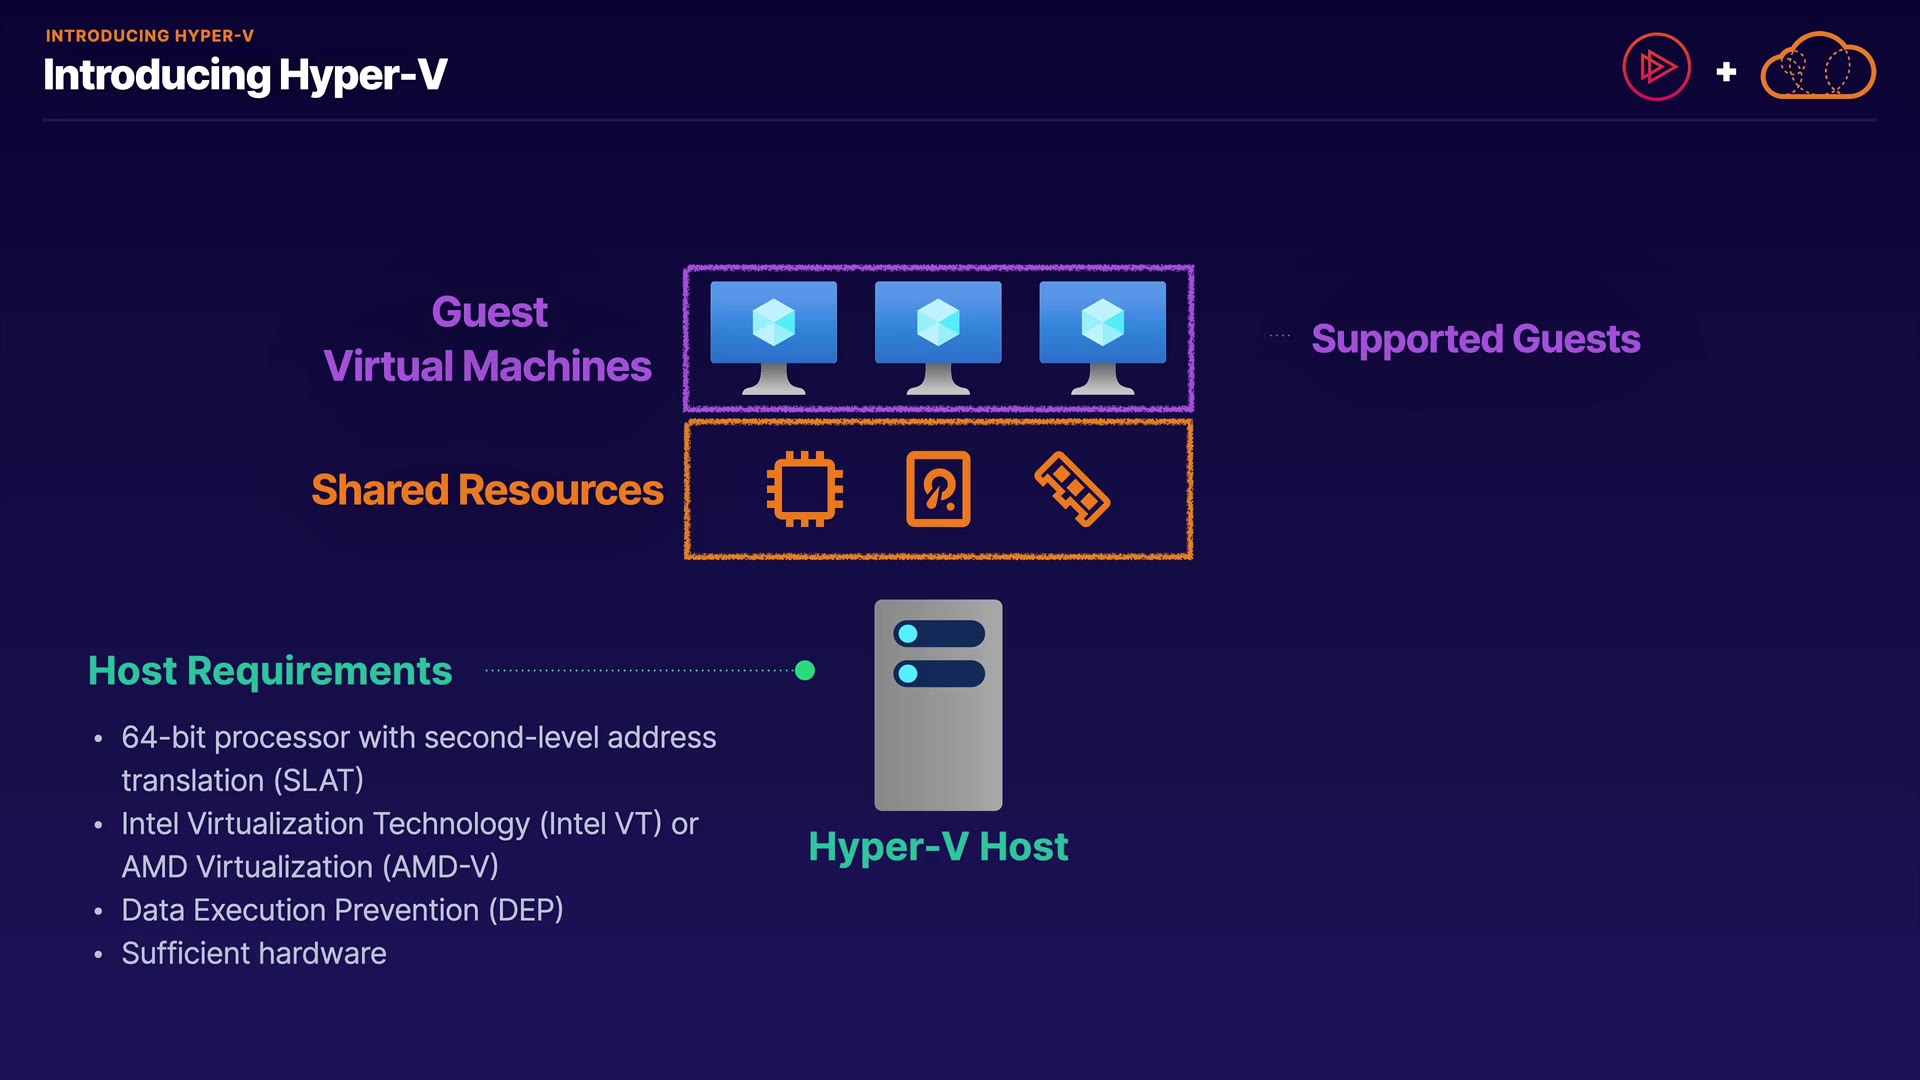 INTRODUCING HYPER-V
Introducing Hyper-V
Guest
Virtual Machines
Supported Guests
Shared Resources
Host Requirements
• 64-bit processor with second-level address
translation (SLAT)
• Intel Virtualization Technology (Intel VT) or
AMD Virtualization (AMD-V)
• Data Execution Prevention (DEP)
• Sufficient hardware
Hyper-V Host